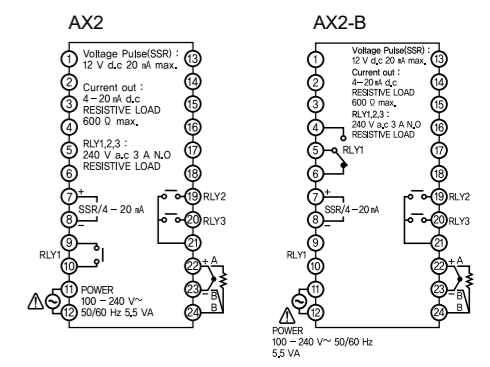 AX2
1
2
3
4
5
6
7
8
9
10
11
12
13
14
15
16
17
18
19
20
21
22
23
24
Voltage Pulse(SSR) :
12 V d.c 20 mA max.
Current out :
4－20 mA d.c
RESISTIVE LOAD
600 Ω max.
RLY1,2,3 :
240 V a.c 3 A N.O
RESISTIVE LOAD
+
SSR/4－20 mA
−
RLY2
RLY3
RLY1
+ A
− B
B
POWER
100 − 240 V～
50/60 Hz 5.5 VA
AX2-B
1
2
3
4
5
6
7
8
9
10
11
12
13
14
15
16
17
18
19
20
21
22
23
24
Voltage Pulse(SSR) :
12 V d.c 20 mA max.
Current out :
4－20 mA d.c
RESISTIVE LOAD
600 Ω max.
RLY1,2,3 :
240 V a.c 3 A N.O
RESISTIVE LOAD
RLY1
+
SSR/4－20 mA
−
RLY2
RLY3
+ A
− B
B
POWER
100 − 240 V～ 50/60 Hz
5.5 VA